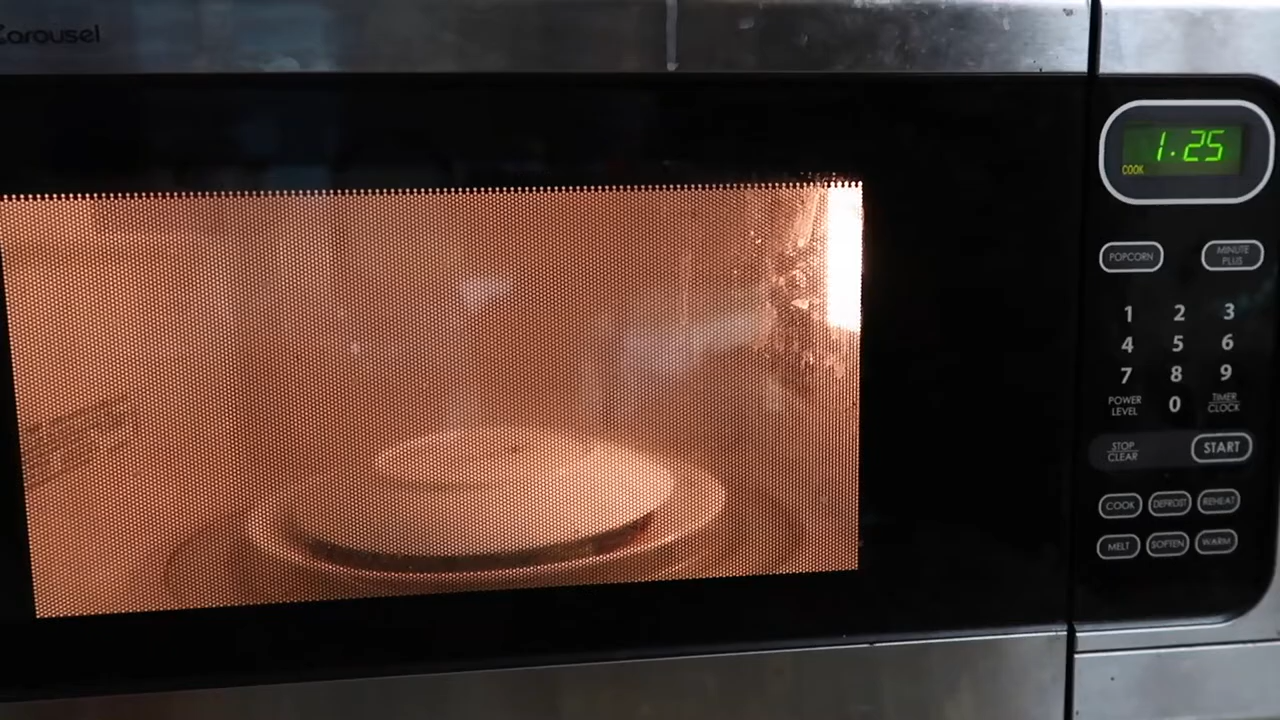 Carousel
1:25
COOK
POPCORN
MINUTE PLUS
1 2 3
4 5 6
7 8 9
POWER LEVEL
0
TIMER CLOCK
STOP CLEAR
START
COOK DEFROST REHEAT
MELT SOFTEN WARM